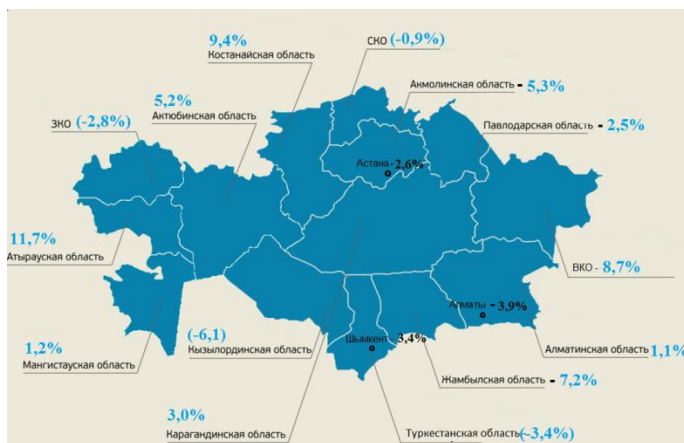 9,4%
Костанайская область
СКО (-0,9%)
Акмолинская область - 5,3%
5,2%
Актюбинская область
ЗКО (-2,8%)
Павлодарская область - 2,5%
Астана - 2,6%
11,7%
Атырауская область
ВКО - 8,7%
Алматы - 3,9%
1,2%
Мангистауская область
(-6,1)
Кызылординская область
Шымкент - 3,4%
Алматинская область 1,1%
Жамбылская область - 7,2%
3,0%
Карагандинская область
Туркестанская область (-3,4%)